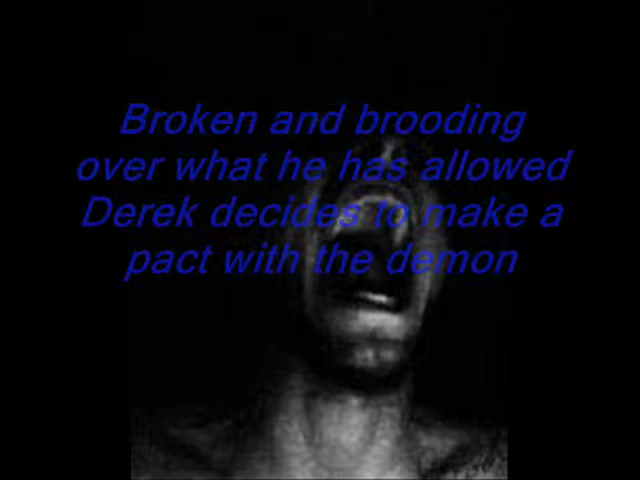 Broken and brooding
over what he has allowed
Derek decides to make a
pact with the demon